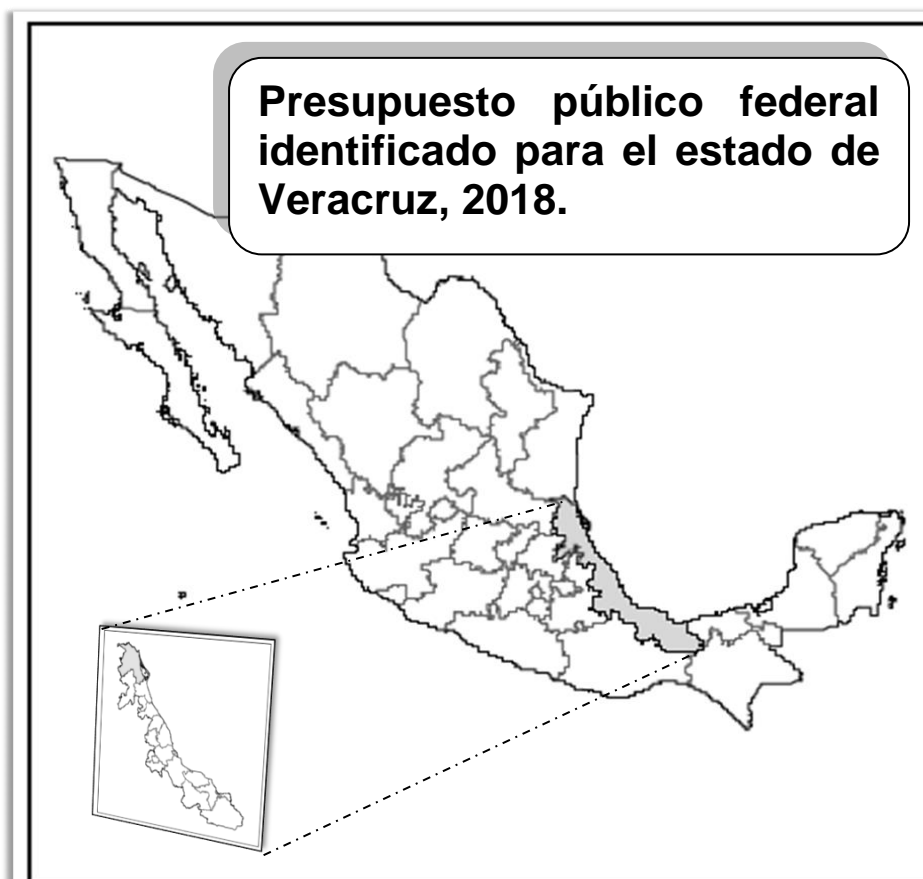 Presupuesto público federal
identificado para el estado de
Veracruz, 2018.